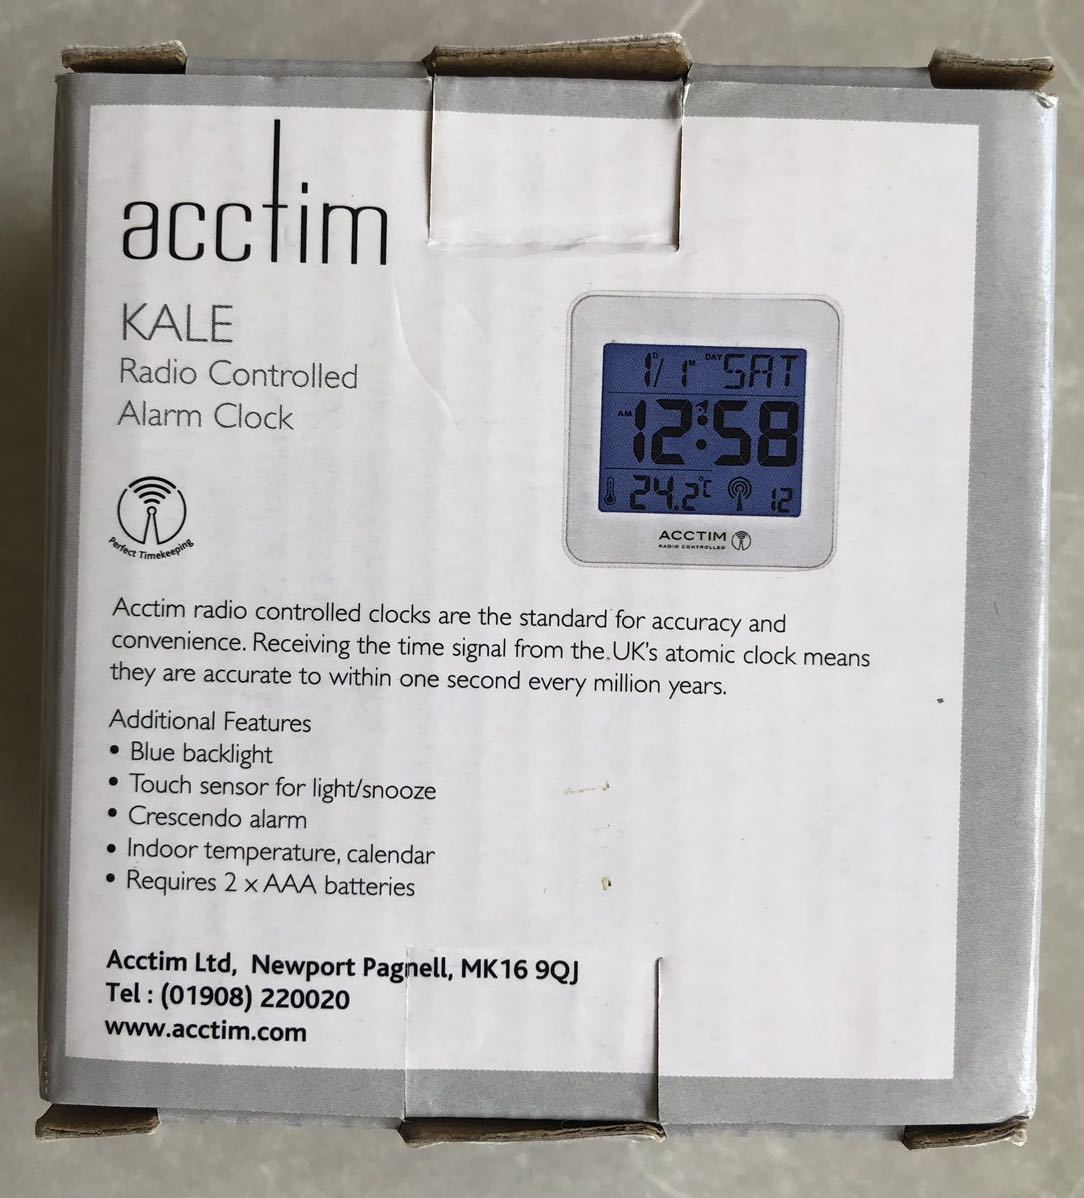 acctim
KALE
Radio Controlled
Alarm Clock
Perfect Timekeeping
D M DAY
1/1 SAT
AM 12:58
24.2°C 12
ACCTIM
RADIO CONTROLLED
Acctim radio controlled clocks are the standard for accuracy and
convenience. Receiving the time signal from the UK's atomic clock means
they are accurate to within one second every million years.
Additional Features
• Blue backlight
• Touch sensor for light/snooze
• Crescendo alarm
• Indoor temperature, calendar
• Requires 2 x AAA batteries
Acctim Ltd, Newport Pagnell, MK16 9QJ
Tel : (01908) 220020
www.acctim.com